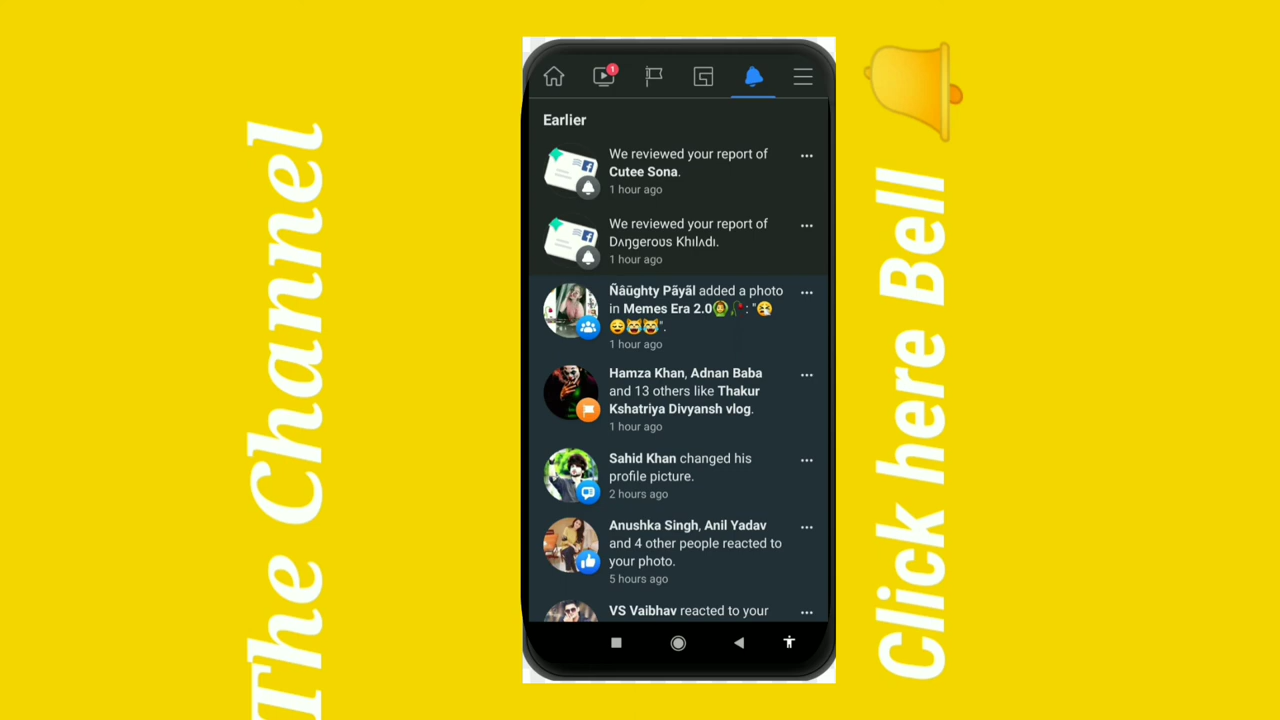 The Channel
1
Earlier
We reviewed your report of
Cutee Sona.
1 hour ago
We reviewed your report of
Dʌŋgeroʋs Khılʌdı.
1 hour ago
Ñâūghty Pãyãl added a photo
in Memes Era 2.0🙆‍♂️🥀: "🤧
😌😹😹".
1 hour ago
Hamza Khan, Adnan Baba
and 13 others like Thakur
Kshatriya Divyansh vlog.
1 hour ago
Sahid Khan changed his
profile picture.
2 hours ago
Anushka Singh, Anil Yadav
and 4 other people reacted to
your photo.
5 hours ago
VS Vaibhav reacted to your
Click here Bell